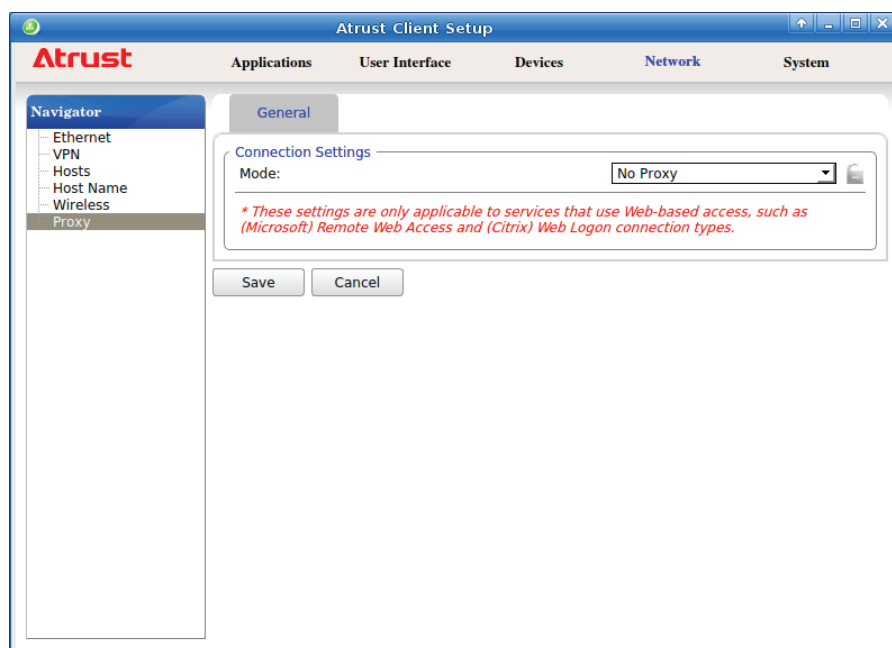 Atrust Client Setup
Atrust
Applications User Interface Devices Network System
Navigator
Ethernet
VPN
Hosts
Host Name
Wireless
Proxy
General
Connection Settings
Mode: No Proxy
* These settings are only applicable to services that use Web-based access, such as
(Microsoft) Remote Web Access and (Citrix) Web Logon connection types.
Save Cancel